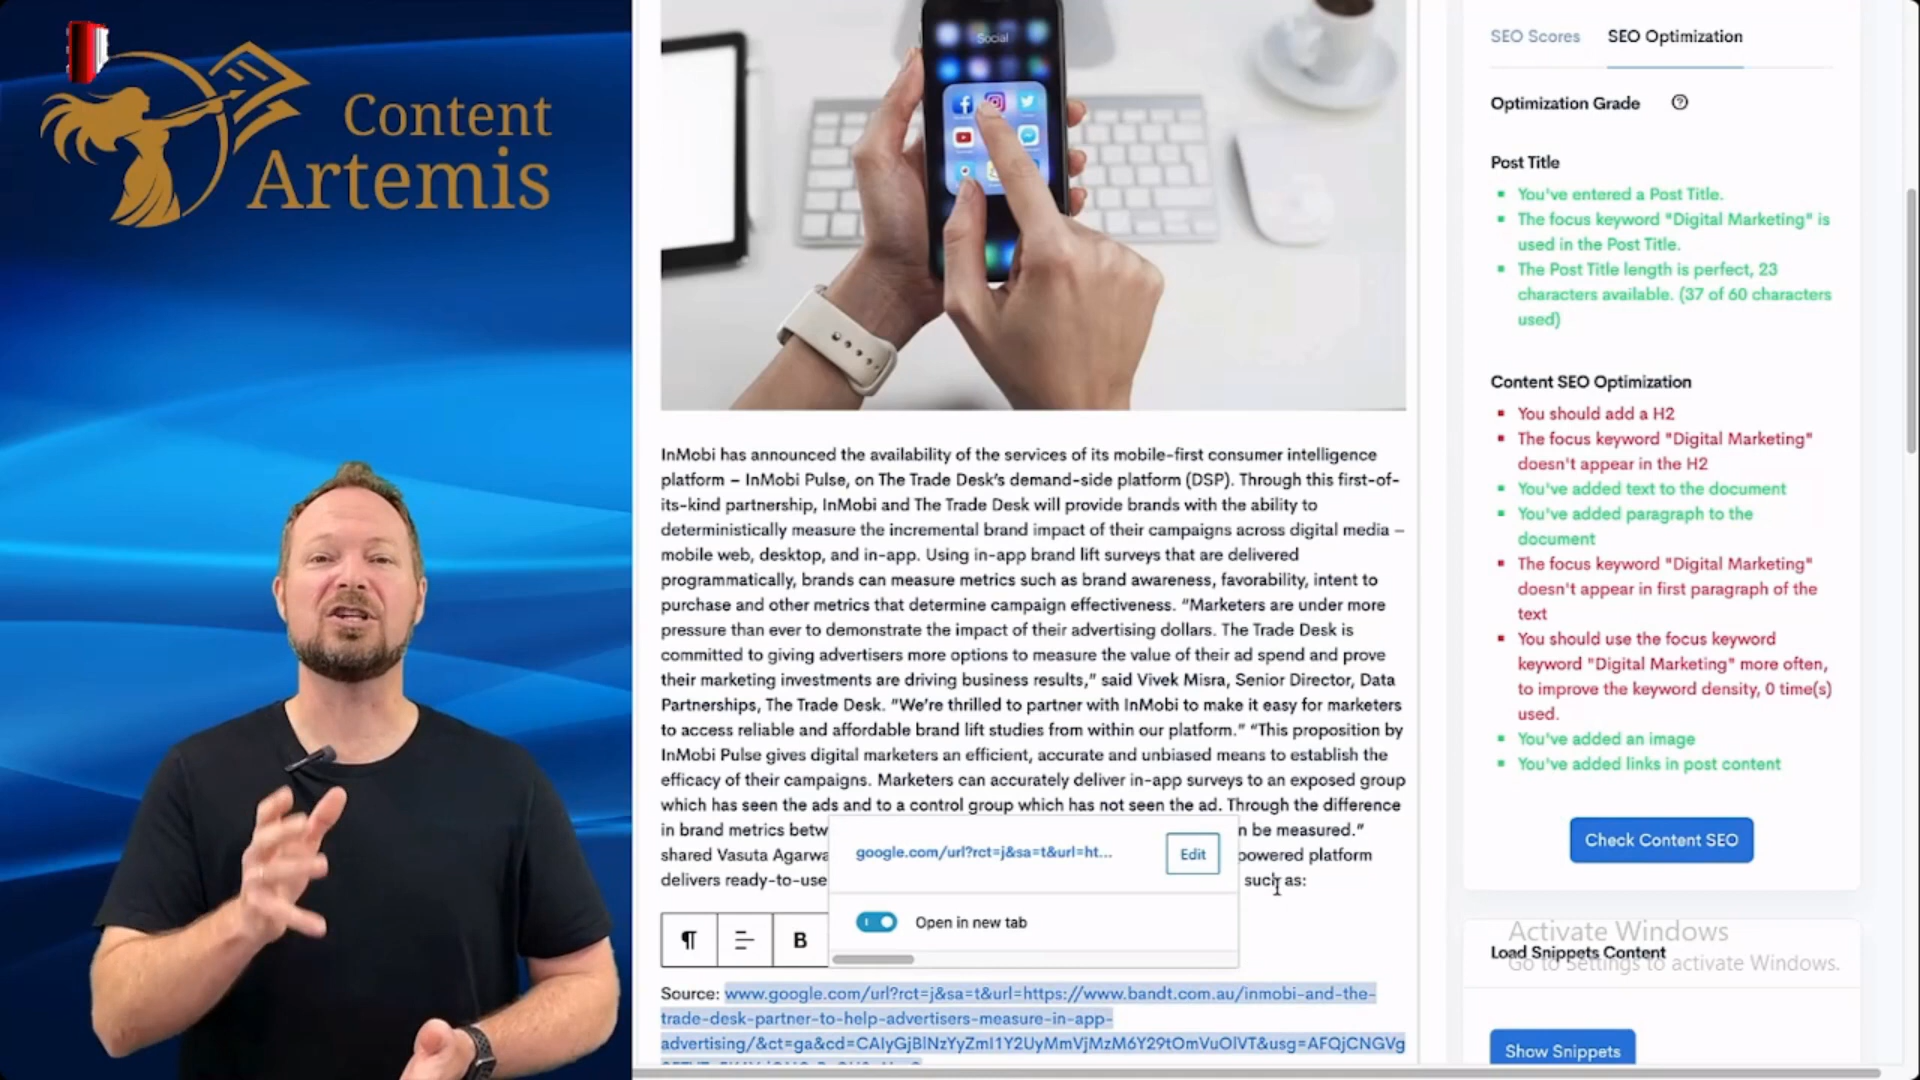 Content
Artemis
Social
InMobi has announced the availability of the services of its mobile-first consumer intelligence
platform – InMobi Pulse, on The Trade Desk's demand-side platform (DSP). Through this first-of-
its-kind partnership, InMobi and The Trade Desk will provide brands with the ability to
deterministically measure the incremental brand impact of their campaigns across digital media –
mobile web, desktop, and in-app. Using in-app brand lift surveys that are delivered
programmatically, brands can measure metrics such as brand awareness, favorability, intent to
purchase and other metrics that determine campaign effectiveness. “Marketers are under more
pressure than ever to demonstrate the impact of their advertising dollars. The Trade Desk is
committed to giving advertisers more options to measure the value of their ad spend and prove
their marketing investments are driving business results,” said Vivek Misra, Senior Director, Data
Partnerships, The Trade Desk. “We’re thrilled to partner with InMobi to make it easy for marketers
to access reliable and affordable brand lift studies from within our platform.” “This proposition by
InMobi Pulse gives digital marketers an efficient, accurate and unbiased means to establish the
efficacy of their campaigns. Marketers can accurately deliver in-app surveys to an exposed group
which has seen the ads and to a control group which has not seen the ad. Through the difference
in brand metrics betw n be measured.”
shared Vasuta Agarwa powered platform
delivers ready-to-use such as:
google.com/url?rct=j&sa=t&url=ht...
Edit
Open in new tab
B
Source: www.google.com/url?rct=j&sa=t&url=https://www.bandt.com.au/inmobi-and-the-
trade-desk-partner-to-help-advertisers-measure-in-app-
SEO Scores
SEO Optimization
Optimization Grade
Post Title
You've entered a Post Title.
The focus keyword "Digital Marketing" is
used in the Post Title.
The Post Title length is perfect, 23
characters available. (37 of 60 characters
used)
Content SEO Optimization
You should add a H2
The focus keyword "Digital Marketing"
doesn't appear in the H2
You've added text to the document
You've added paragraph to the
document
The focus keyword "Digital Marketing"
doesn't appear in first paragraph of the
text
You should use the focus keyword
keyword "Digital Marketing" more often,
to improve the keyword density, 0 time(s)
used.
You've added an image
You've added links in post content
Check Content SEO
Activate Windows
Load Snippets Content
Go to Settings to activate Windows.
Show Snippets